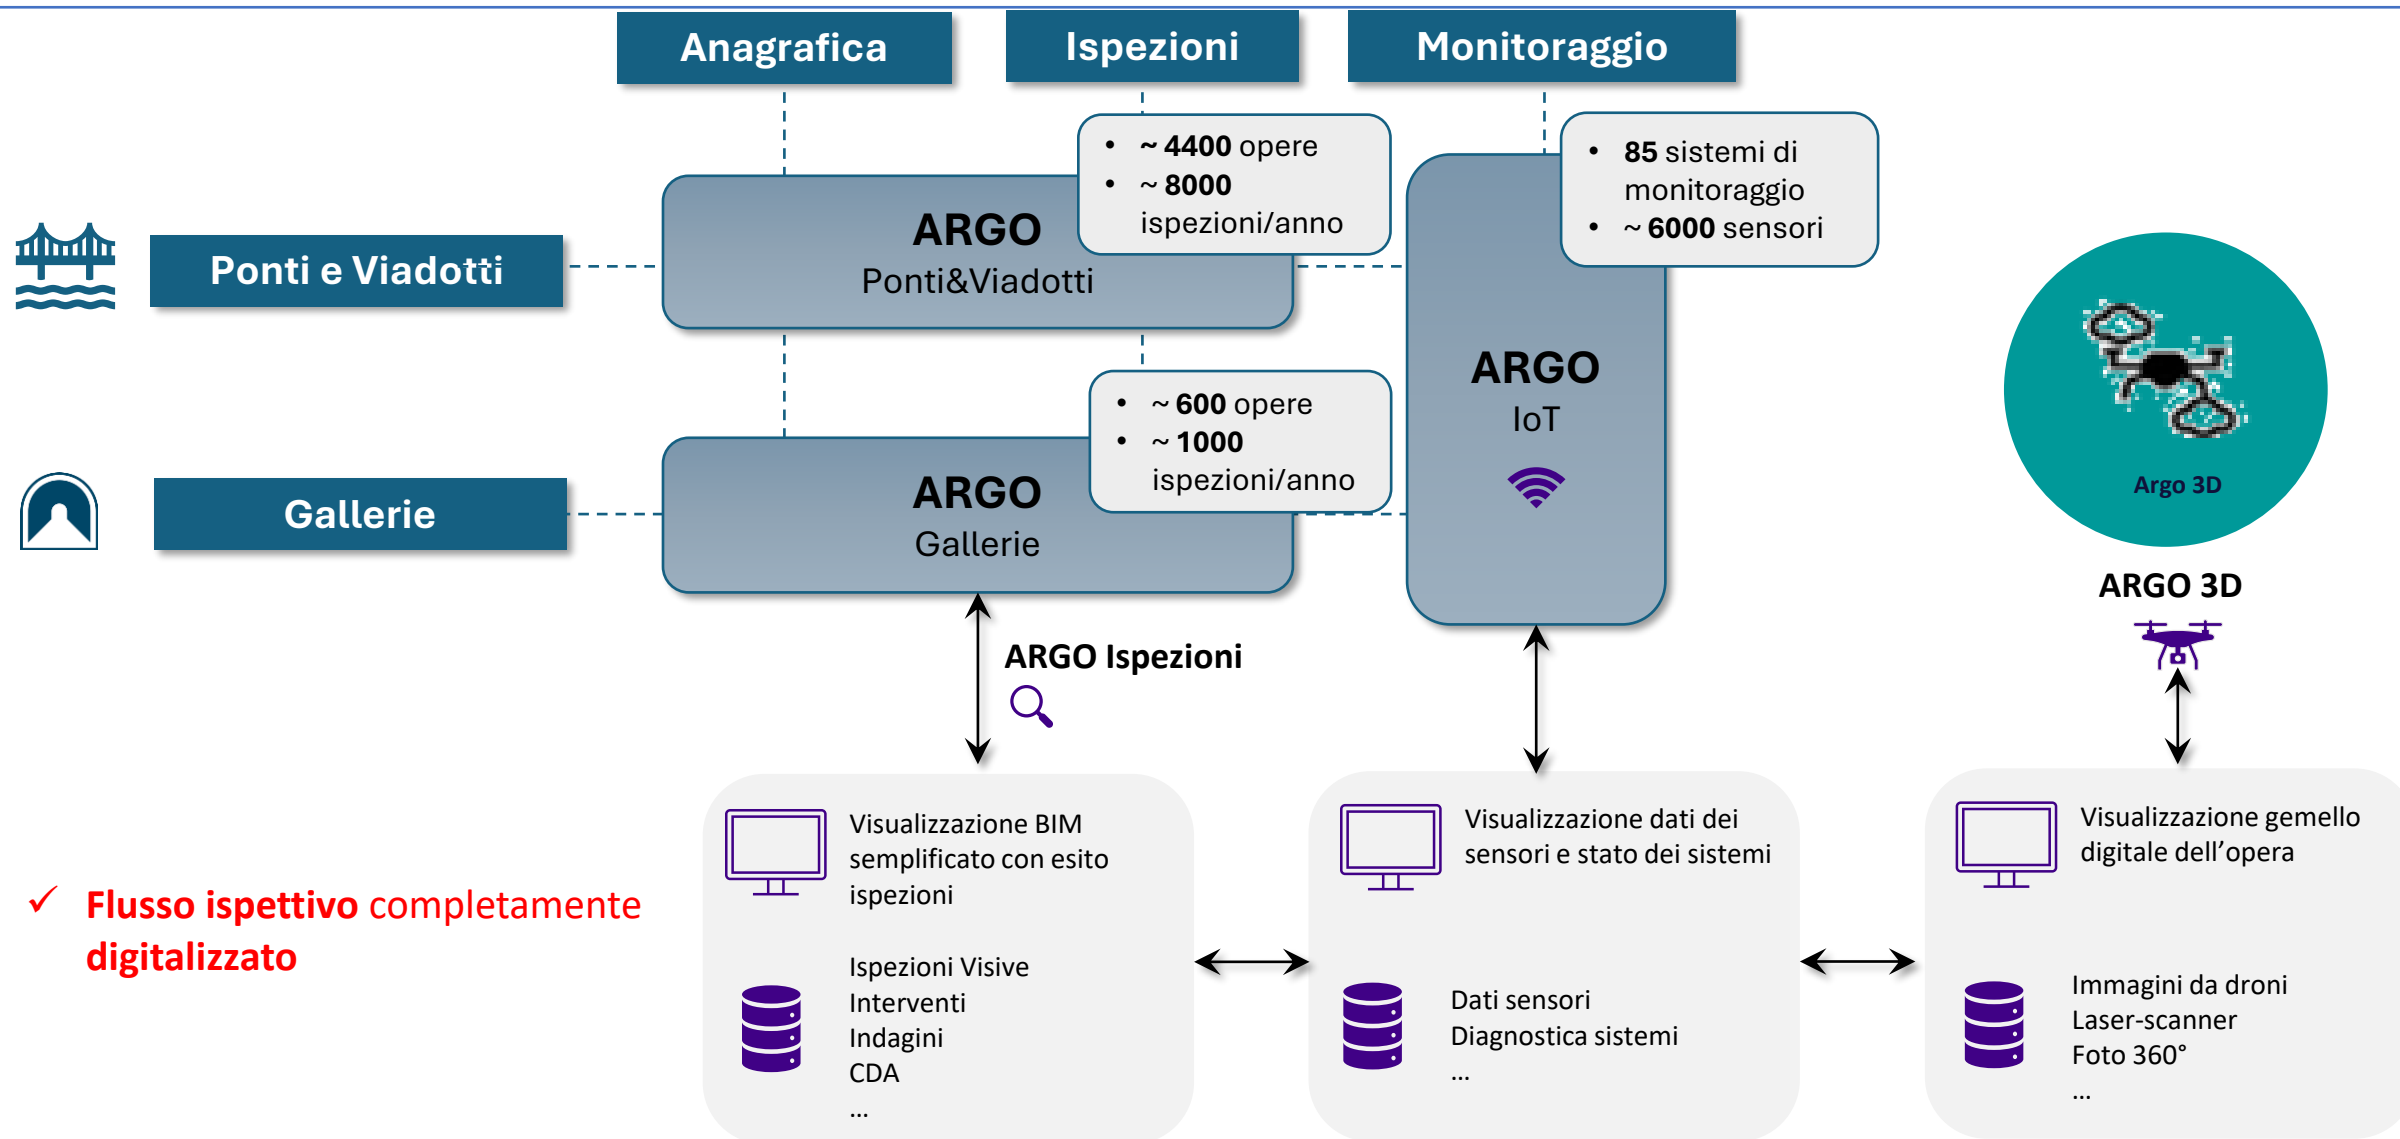 Anagrafica
Ispezioni
Monitoraggio
• ~ 4400 opere
• ~ 8000
ispezioni/anno
• 85 sistemi di
monitoraggio
• ~ 6000 sensori
Ponti e Viadotti
ARGO
Ponti&Viadotti
ARGO
IoT
Argo 3D
• ~ 600 opere
• ~ 1000
ispezioni/anno
Gallerie
ARGO
Gallerie
ARGO 3D
ARGO Ispezioni
Visualizzazione BIM
semplificato con esito
ispezioni
Ispezioni Visive
Interventi
Indagini
CDA
...
Visualizzazione dati dei
sensori e stato dei sistemi
Dati sensori
Diagnostica sistemi
...
Visualizzazione gemello
digitale dell’opera
Immagini da droni
Laser-scanner
Foto 360°
...
✓ Flusso ispettivo completamente
digitalizzato